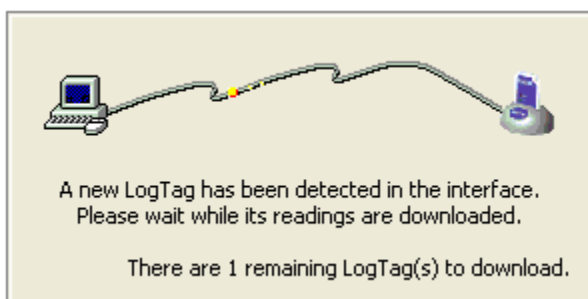 A new LogTag has been detected in the interface.
Please wait while its readings are downloaded.
There are 1 remaining LogTag(s) to download.